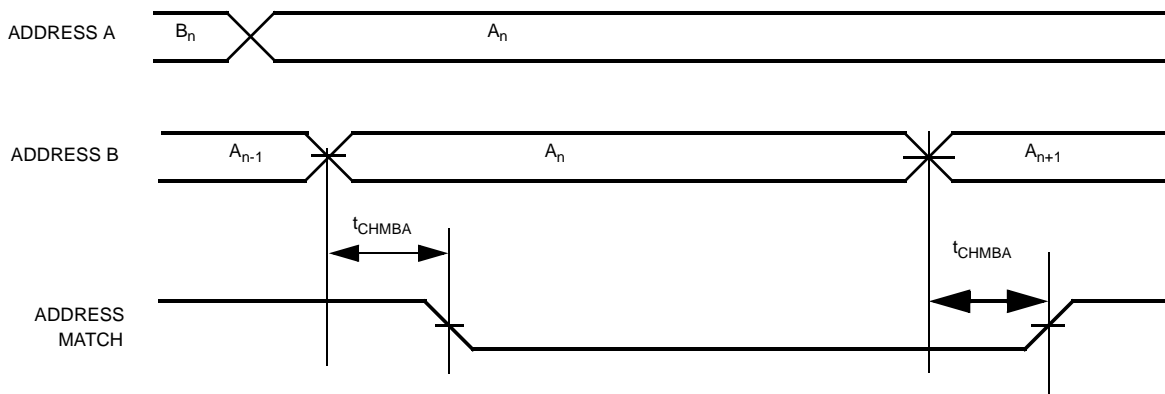 ADDRESS A
Bn
An
ADDRESS B
An-1
An
An+1
tCHMBA
tCHMBA
ADDRESS
MATCH